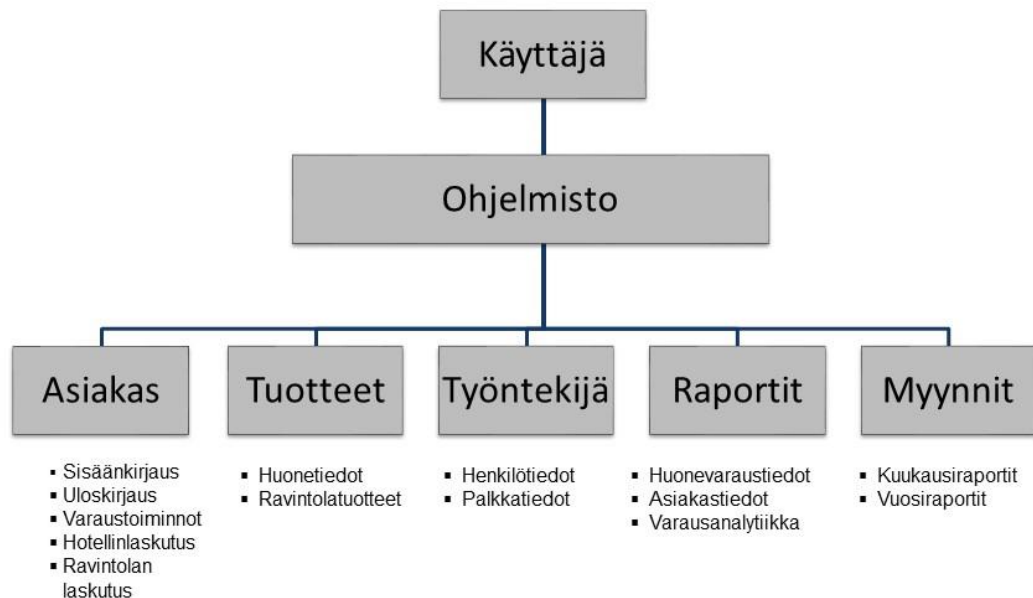 Käyttäjä
Ohjelmisto
Asiakas
Tuotteet
Työntekijä
Raportit
Myynnit
▪ Sisäänkirjaus
▪ Uloskirjaus
▪ Varaustoiminnot
▪ Hotellinlaskutus
▪ Ravintolan
laskutus
▪ Huonetiedot
▪ Ravintolatuotteet
▪ Henkilötiedot
▪ Palkkatiedot
▪ Huonevaraustiedot
▪ Asiakastiedot
▪ Varausanalytiikka
▪ Kuukausiraportit
▪ Vuosiraportit